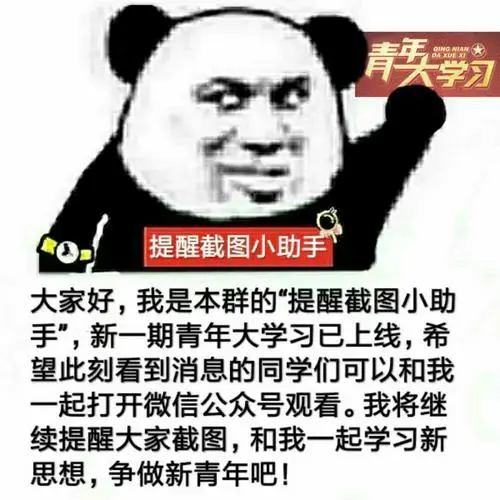 青年
QING NIAN
DA XUE XI
大学习
提醒截图小助手
大家好，我是本群的“提醒截图小助
手”，新一期青年大学习已上线，希
望此刻看到消息的同学们可以和我
一起打开微信公众号观看。我将继
续提醒大家截图，和我一起学习新
思想，争做新青年吧！